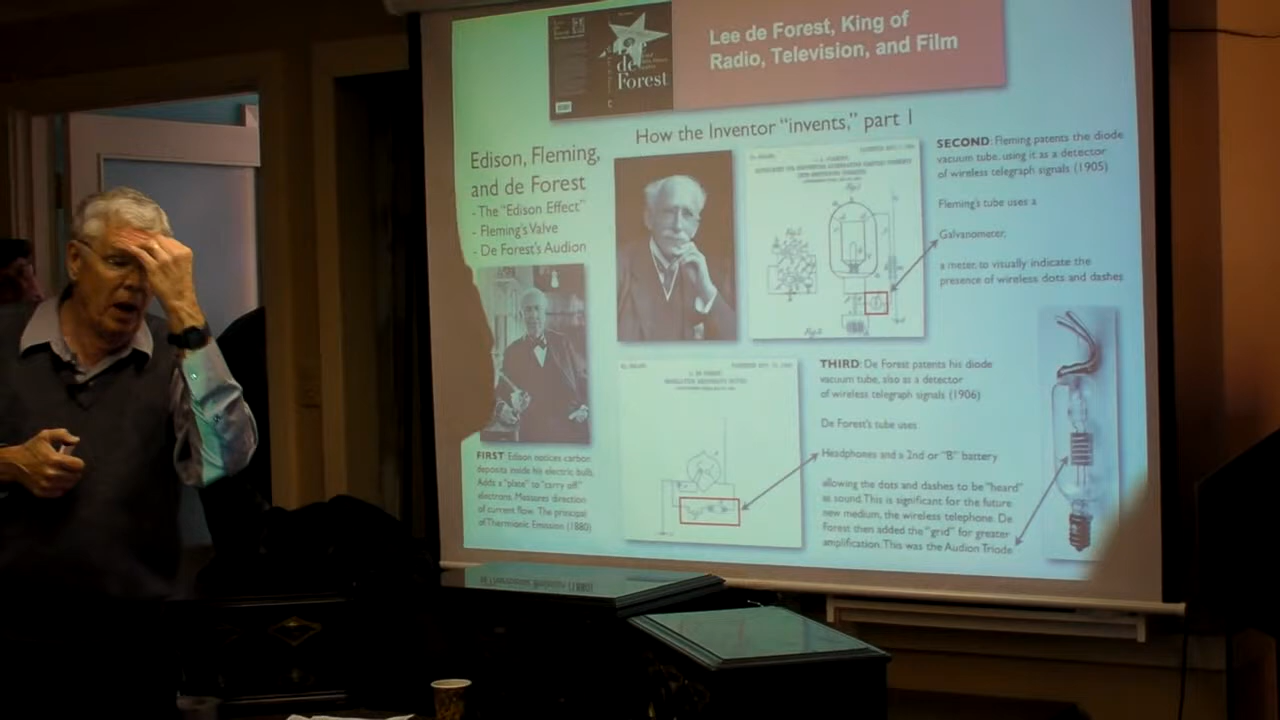 de
Forest
Lee de Forest, King of
Radio, Television, and Film
How the Inventor “invents,” part 1
Edison, Fleming,
and de Forest
- The “Edison Effect”
- Fleming's Valve
- De Forest's Audion
SECOND: Fleming patents the diode
vacuum tube, using it as a detector
of wireless telegraph signals (1905)
Fleming's tube uses a
Galvanometer,
a meter, to visually indicate the
presence of wireless dots and dashes
THIRD: De Forest patents his diode
vacuum tube, also as a detector
of wireless telegraph signals (1906)
De Forest's tube uses
Headphones and a 2nd or “B” battery
allowing the dots and dashes to be “heard”
as sound. This is significant for the future
new medium, the wireless telephone. De
Forest then added the “grid” for greater
amplification. This was the Audion Triode
FIRST Edison notices carbon
deposits inside his electric bulb.
Adds a “plate” to “carry off”
electrons. Measures direction
of current flow. The principal
of Thermionic Emission (1880)